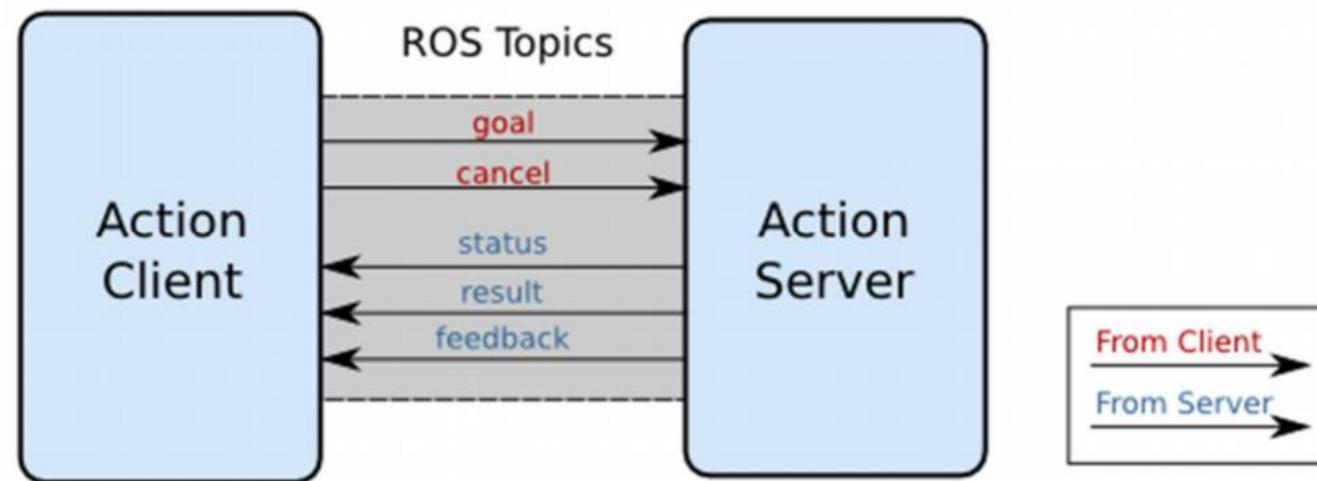 ROS Topics
goal
cancel
status
result
feedback
Action
Client
Action
Server
From Client
From Server